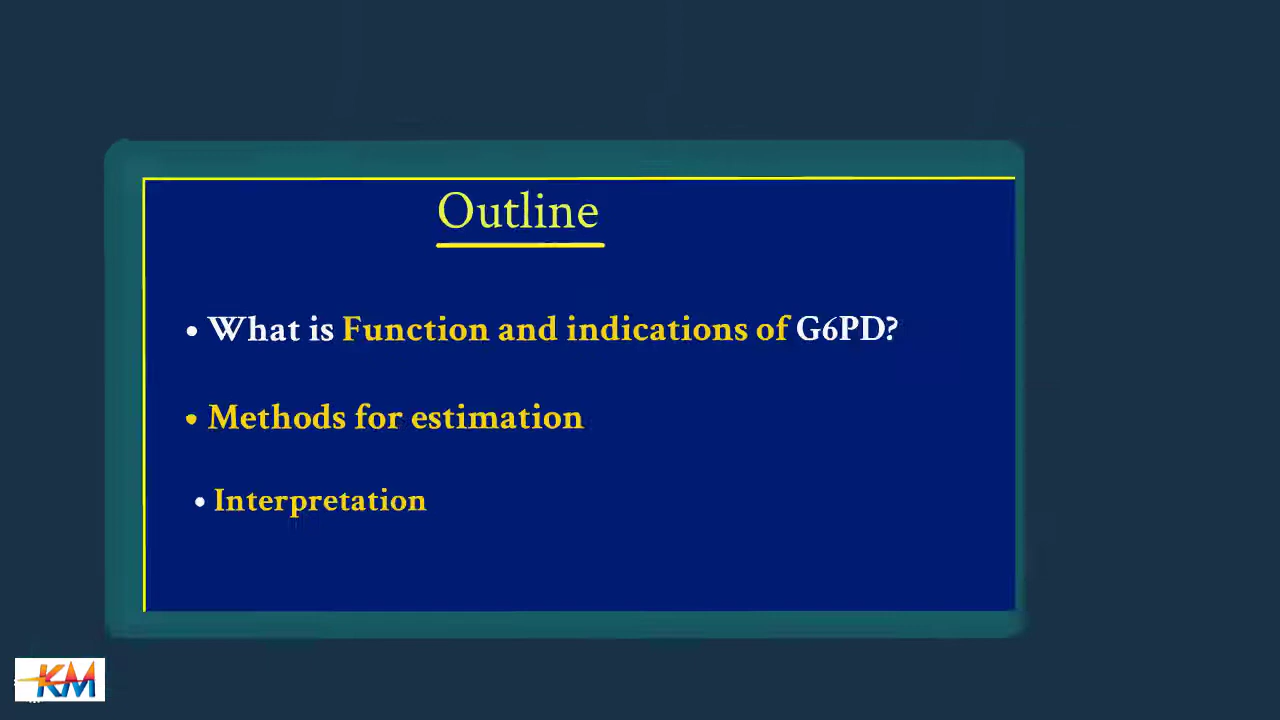 Outline
• What is Function and indications of G6PD?
• Methods for estimation
• Interpretation
KM